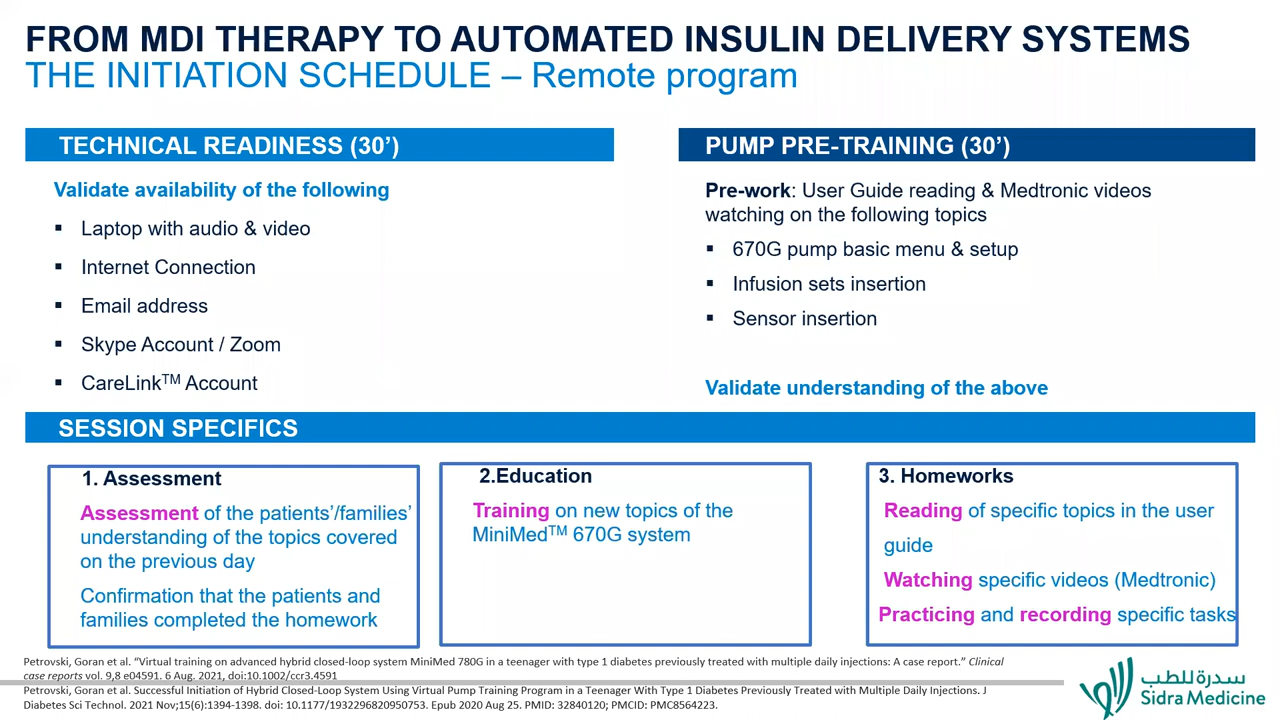 FROM MDI THERAPY TO AUTOMATED INSULIN DELIVERY SYSTEMS
THE INITIATION SCHEDULE – Remote program
TECHNICAL READINESS (30’)
Validate availability of the following
▪ Laptop with audio & video
▪ Internet Connection
▪ Email address
▪ Skype Account / Zoom
▪ CareLinkTM Account
PUMP PRE-TRAINING (30’)
Pre-work: User Guide reading & Medtronic videos
watching on the following topics
▪ 670G pump basic menu & setup
▪ Infusion sets insertion
▪ Sensor insertion
Validate understanding of the above
SESSION SPECIFICS
1. Assessment
Assessment of the patients’/families’
understanding of the topics covered
on the previous day
Confirmation that the patients and
families completed the homework
2.Education
Training on new topics of the
MiniMedTM 670G system
3. Homeworks
Reading of specific topics in the user
guide
Watching specific videos (Medtronic)
Practicing and recording specific tasks
Petrovski, Goran et al. “Virtual training on advanced hybrid closed-loop system MiniMed 780G in a teenager with type 1 diabetes previously treated with multiple daily injections: A case report.” Clinical
case reports vol. 9,8 e04591. 6 Aug. 2021, doi:10.1002/ccr3.4591
Petrovski, Goran et al. Successful Initiation of Hybrid Closed-Loop System Using Virtual Pump Training Program in a Teenager With Type 1 Diabetes Previously Treated with Multiple Daily Injections. J
Diabetes Sci Technol. 2021 Nov;15(6):1394-1398. doi: 10.1177/1932296820950753. Epub 2020 Aug 25. PMID: 32840120; PMCID: PMC8564223.
سدرة للطب
Sidra Medicine